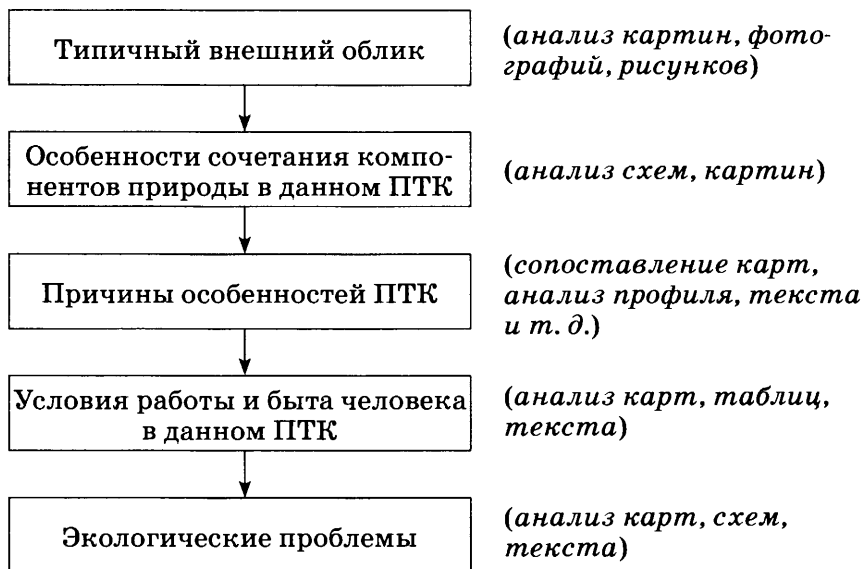 Типичный внешний облик
(анализ картин, фото-
графий, рисунков)
Особенности сочетания компо-
нентов природы в данном ПТК
(анализ схем, картин)
Причины особенностей ПТК
(сопоставление карт,
анализ профиля, текста
и т. д.)
Условия работы и быта человека
в данном ПТК
(анализ карт, таблиц,
текста)
Экологические проблемы
(анализ карт, схем,
текста)